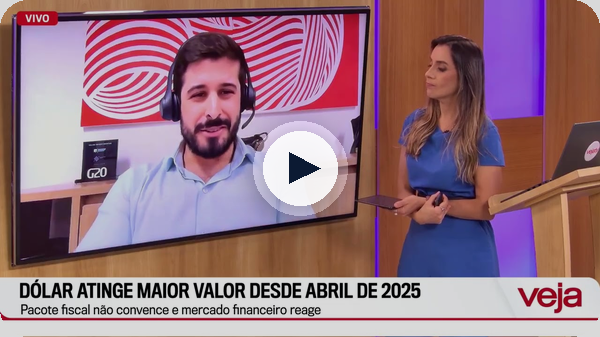 VIVO
G20
DÓLAR ATINGE MAIOR VALOR DESDE ABRIL DE 2025
Pacote fiscal não convence e mercado financeiro reage
veja